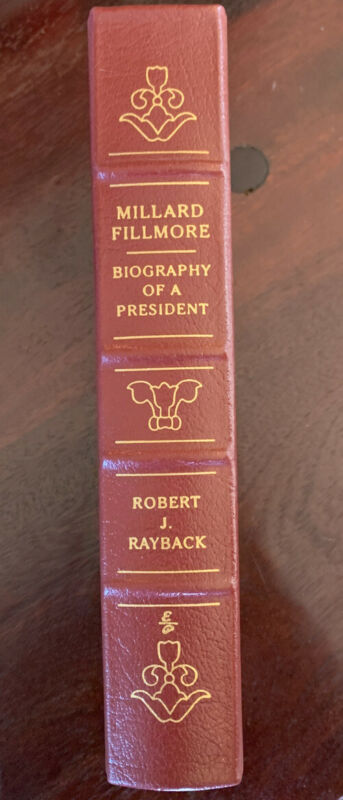 MILLARD
FILLMORE
BIOGRAPHY
OF A
PRESIDENT
ROBERT
J.
RAYBACK